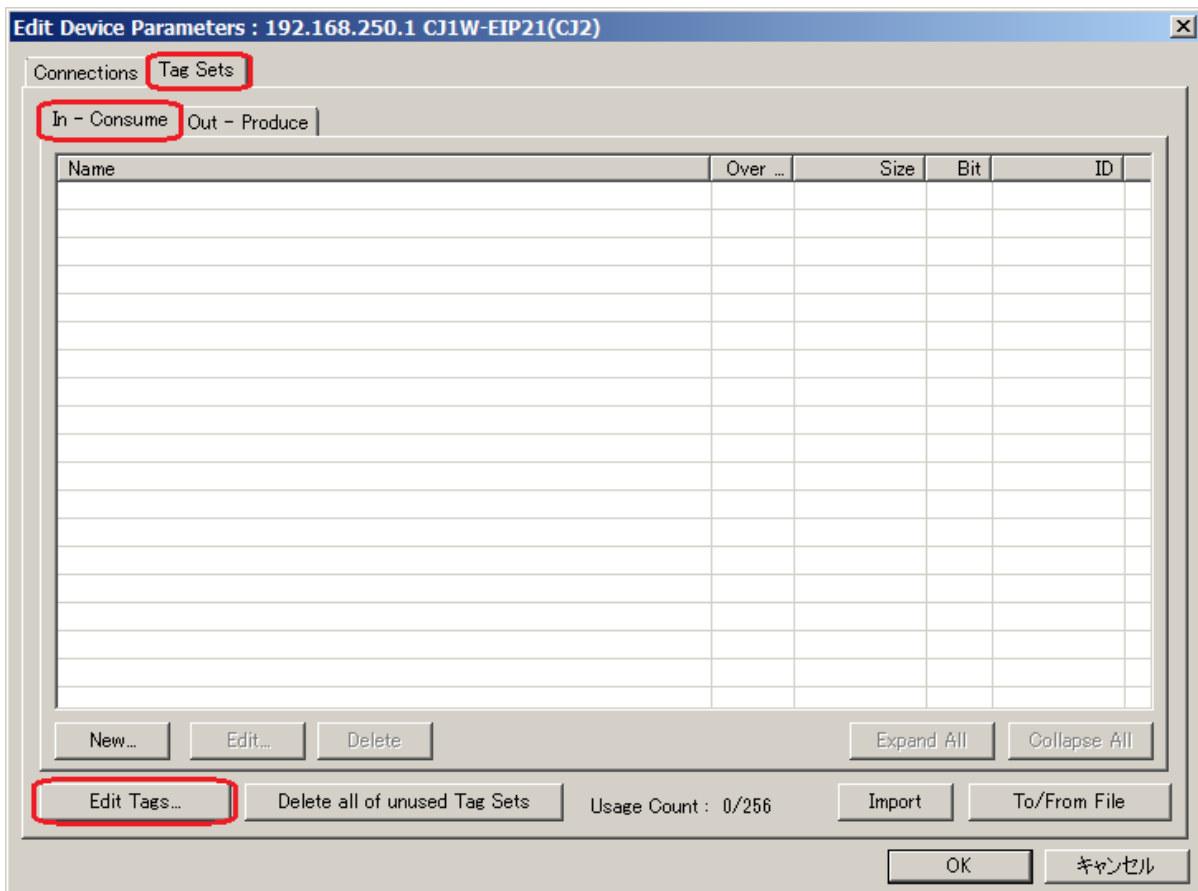 Edit Device Parameters : 192.168.250.1 CJ1W-EIP21(CJ2)
Connections Tag Sets
In - Consume Out - Produce
Name Over ... Size Bit ID
New... Edit... Delete Expand All Collapse All
Edit Tags... Delete all of unused Tag Sets Usage Count : 0/256 Import To/From File
OK キャンセル